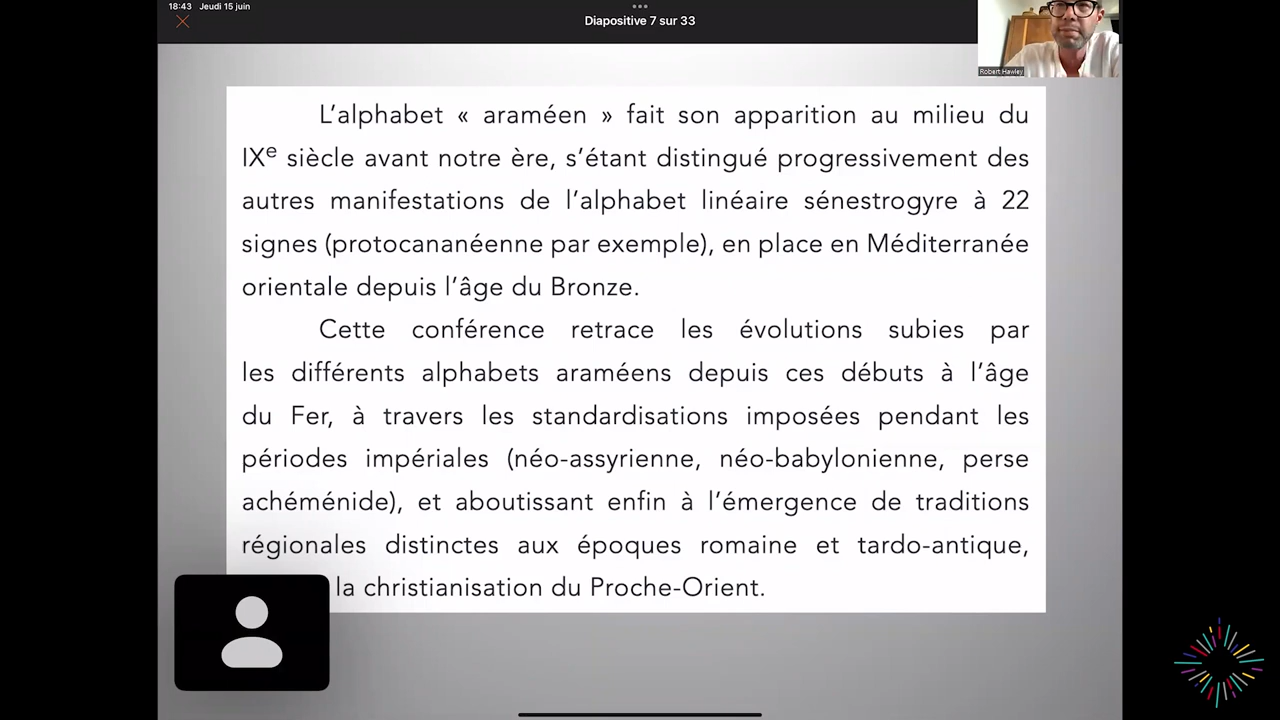 18:43 Jeudi 15 juin
Diapositive 7 sur 33
Robert Hawley
L’alphabet « araméen » fait son apparition au milieu du
IXe siècle avant notre ère, s’étant distingué progressivement des
autres manifestations de l’alphabet linéaire sénestrogyre à 22
signes (protocananéenne par exemple), en place en Méditerranée
orientale depuis l’âge du Bronze.
Cette conférence retrace les évolutions subies par
les différents alphabets araméens depuis ces débuts à l’âge
du Fer, à travers les standardisations imposées pendant les
périodes impériales (néo-assyrienne, néo-babylonienne, perse
achéménide), et aboutissant enfin à l’émergence de traditions
régionales distinctes aux époques romaine et tardo-antique,
la christianisation du Proche-Orient.